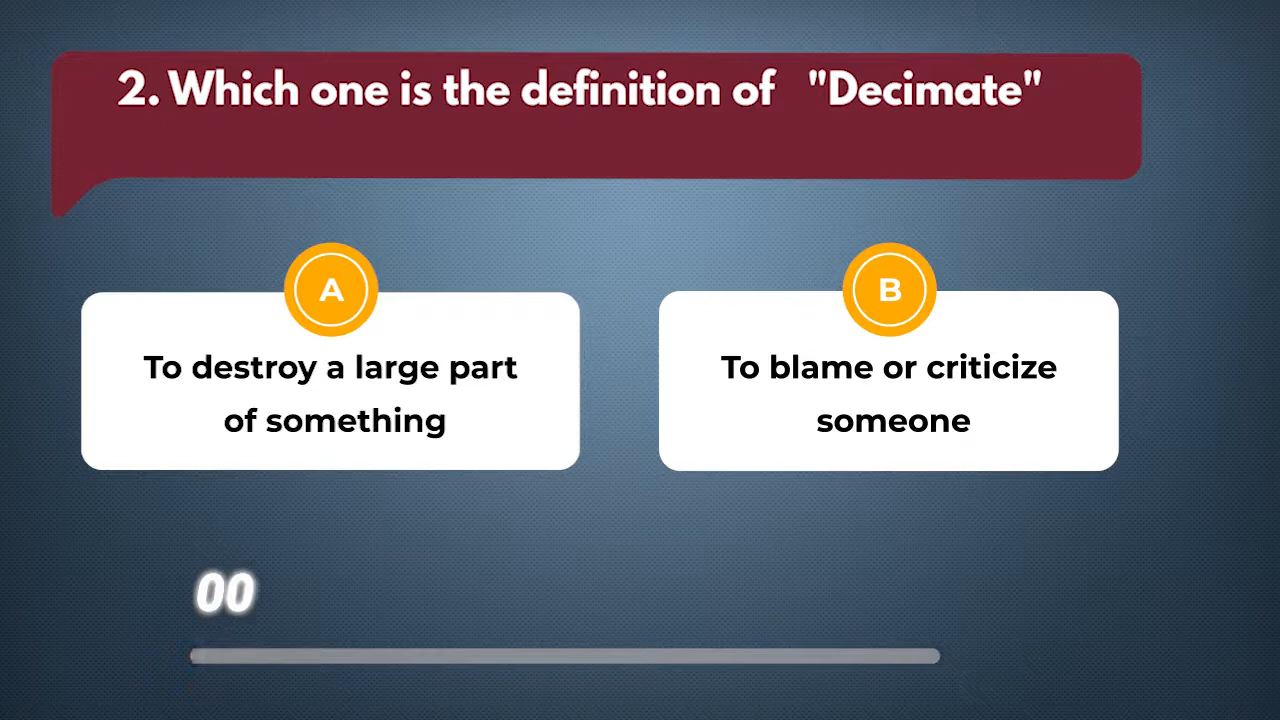 2. Which one is the definition of "Decimate"
A
B
To destroy a large part
of something
To blame or criticize
someone
00